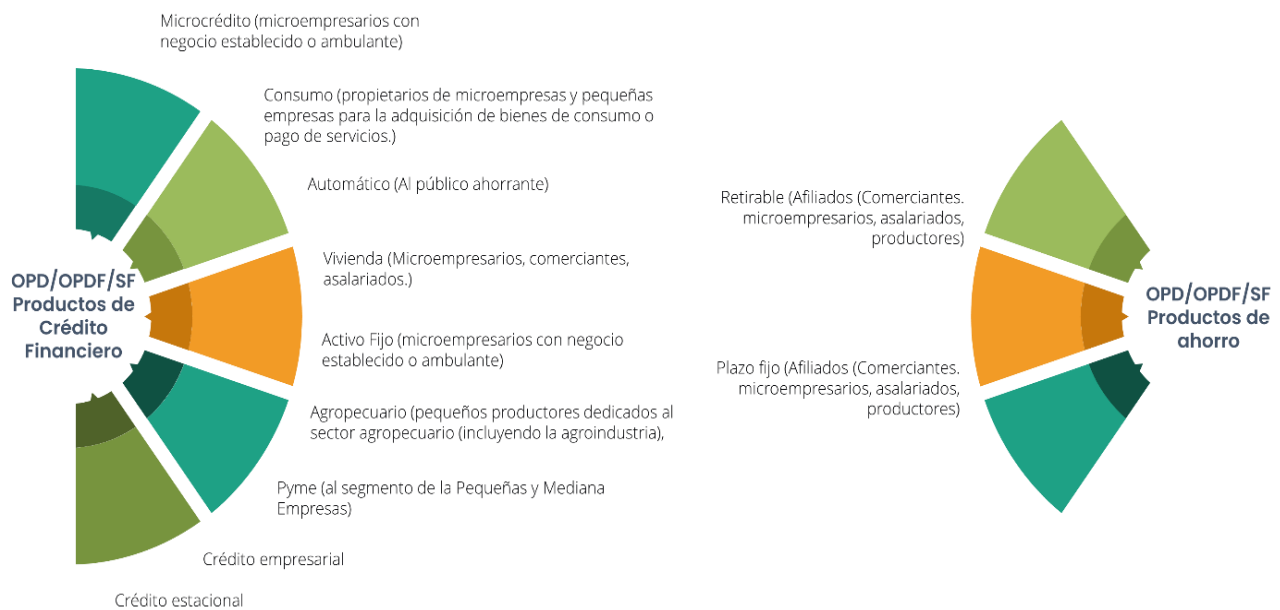 Microcrédito (microempresarios con
negocio establecido o ambulante)
Consumo (propietarios de microempresas y pequeñas
empresas para la adquisición de bienes de consumo o
pago de servicios.)
Automático (Al público ahorrante)
Vivienda (Microempresarios, comerciantes,
asalariados.)
OPD/OPDF/SF
Productos de
Crédito
Financiero
Activo Fijo (microempresarios con negocio
establecido o ambulante)
Agropecuario (pequeños productores dedicados al
sector agropecuario (incluyendo la agroindustria),
Pyme (al segmento de la Pequeñas y Mediana
Empresas)
Crédito empresarial
Crédito estacional
Retirable (Afiliados (Comerciantes.
microempresarios, asalariados,
productores)
OPD/OPDF/SF
Productos de
ahorro
Plazo fijo (Afiliados (Comerciantes.
microempresarios, asalariados,
productores)